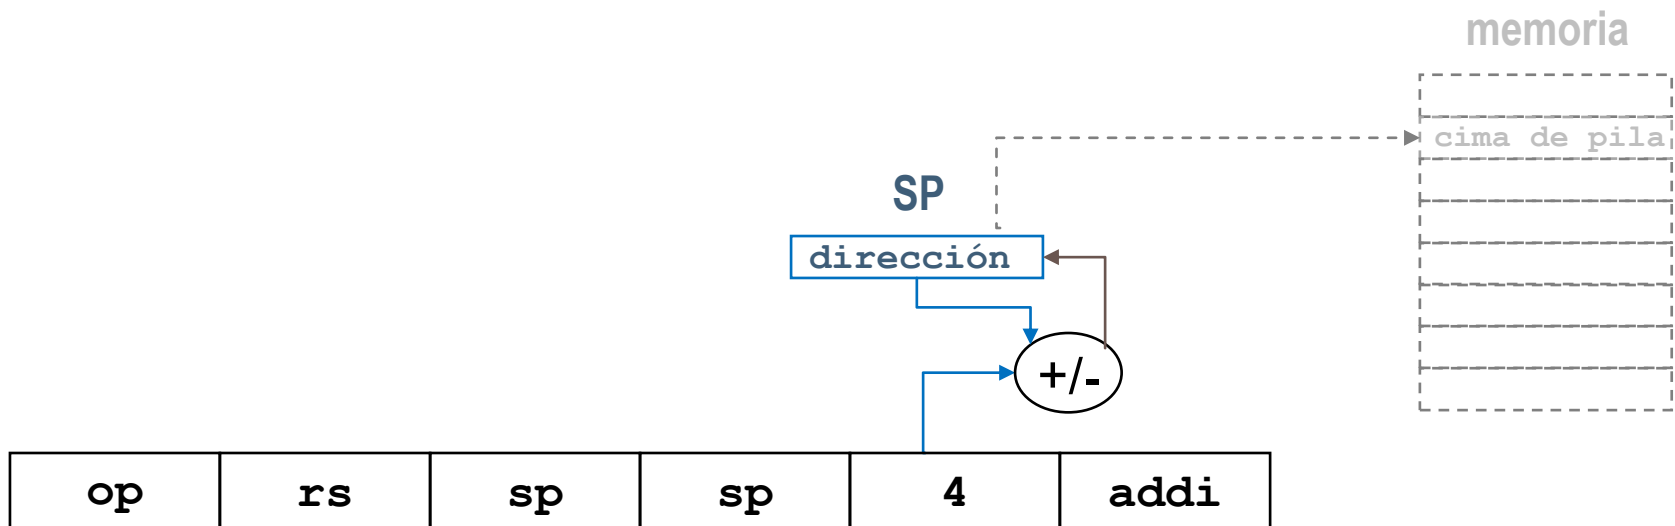 memoria
cima de pila
SP
dirección
+/-
op rs sp sp 4 addi